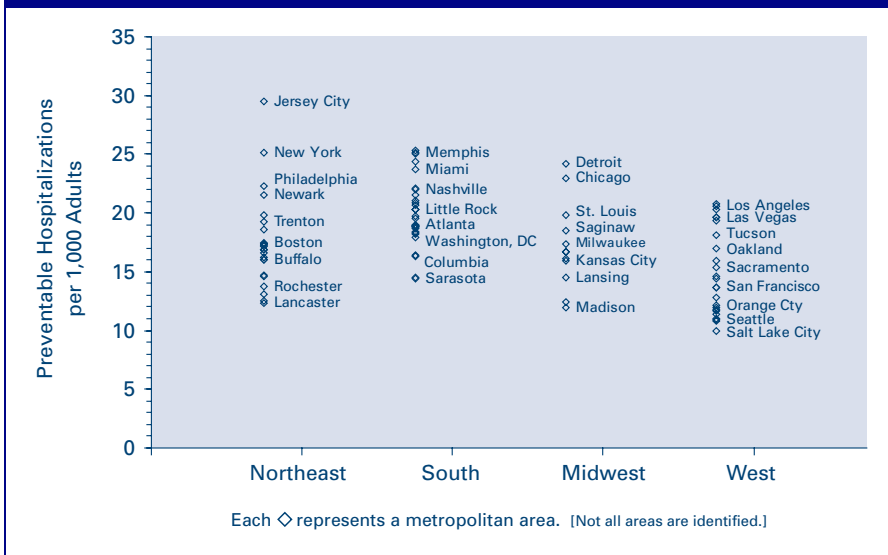 Preventable Hospitalizations
per 1,000 Adults
35
30
25
20
15
10
5
0
Jersey City
New York
Philadelphia
Newark
Trenton
Boston
Buffalo
Rochester
Lancaster
Memphis
Miami
Nashville
Little Rock
Atlanta
Washington, DC
Columbia
Sarasota
Detroit
Chicago
St. Louis
Saginaw
Milwaukee
Kansas City
Lansing
Madison
Los Angeles
Las Vegas
Tucson
Oakland
Sacramento
San Francisco
Orange Cty
Seattle
Salt Lake City
Northeast
South
Midwest
West
Each ◇ represents a metropolitan area. [Not all areas are identified.]